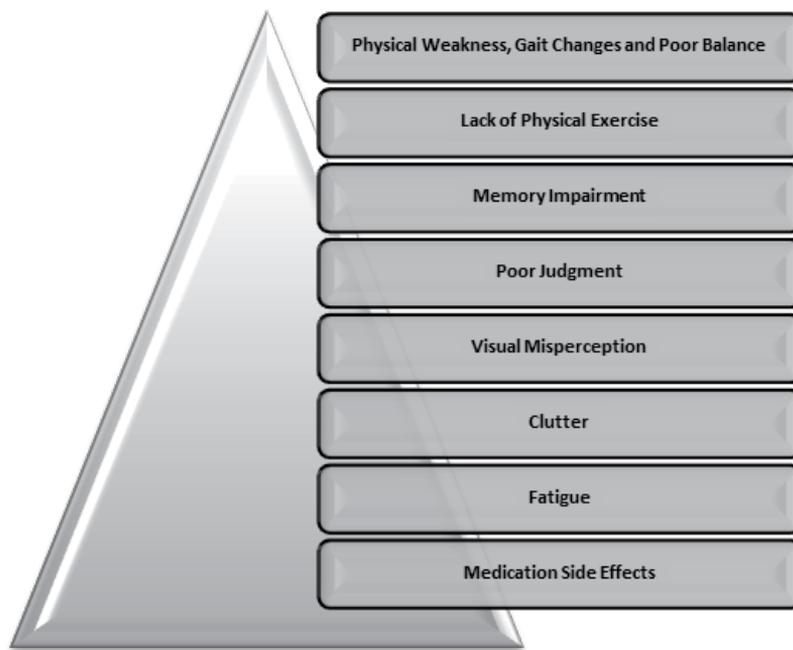 Physical Weakness, Gait Changes and Poor Balance
Lack of Physical Exercise
Memory Impairment
Poor Judgment
Visual Misperception
Clutter
Fatigue
Medication Side Effects